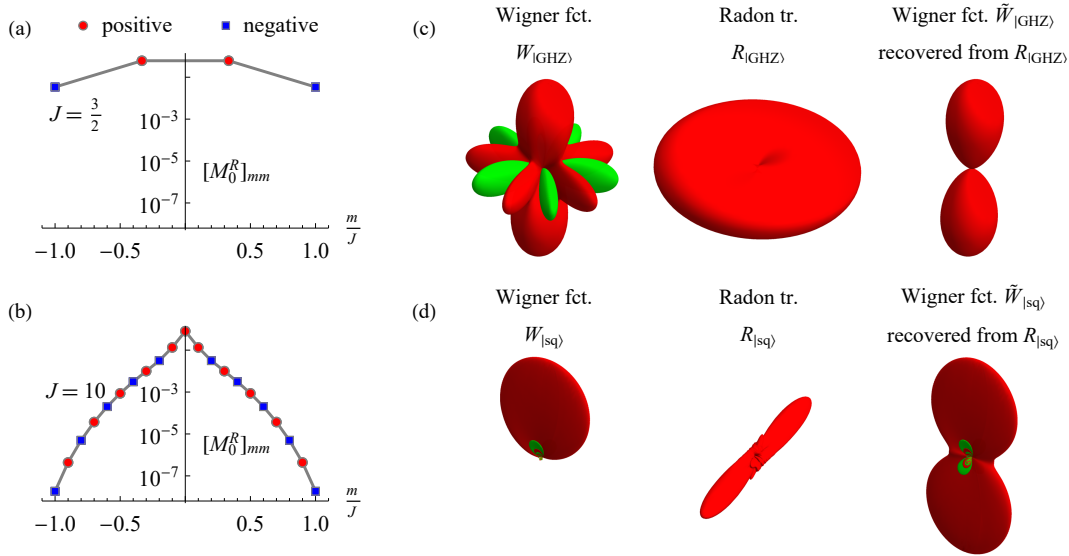 (a)
positive
negative
J = 3/2
10^{-3}
10^{-5}
10^{-7}
[M_0^R]_{mm}
m/J
−1.0
−0.5
0.5
1.0
(b)
J = 10
10^{-3}
10^{-5}
10^{-7}
[M_0^R]_{mm}
m/J
−1.0
−0.5
0.5
1.0
(c)
Wigner fct.
W_{|GHZ⟩}
Radon tr.
R_{|GHZ⟩}
Wigner fct. W̃_{|GHZ⟩}
recovered from R_{|GHZ⟩}
(d)
Wigner fct.
W_{|sq⟩}
Radon tr.
R_{|sq⟩}
Wigner fct. W̃_{|sq⟩}
recovered from R_{|sq⟩}